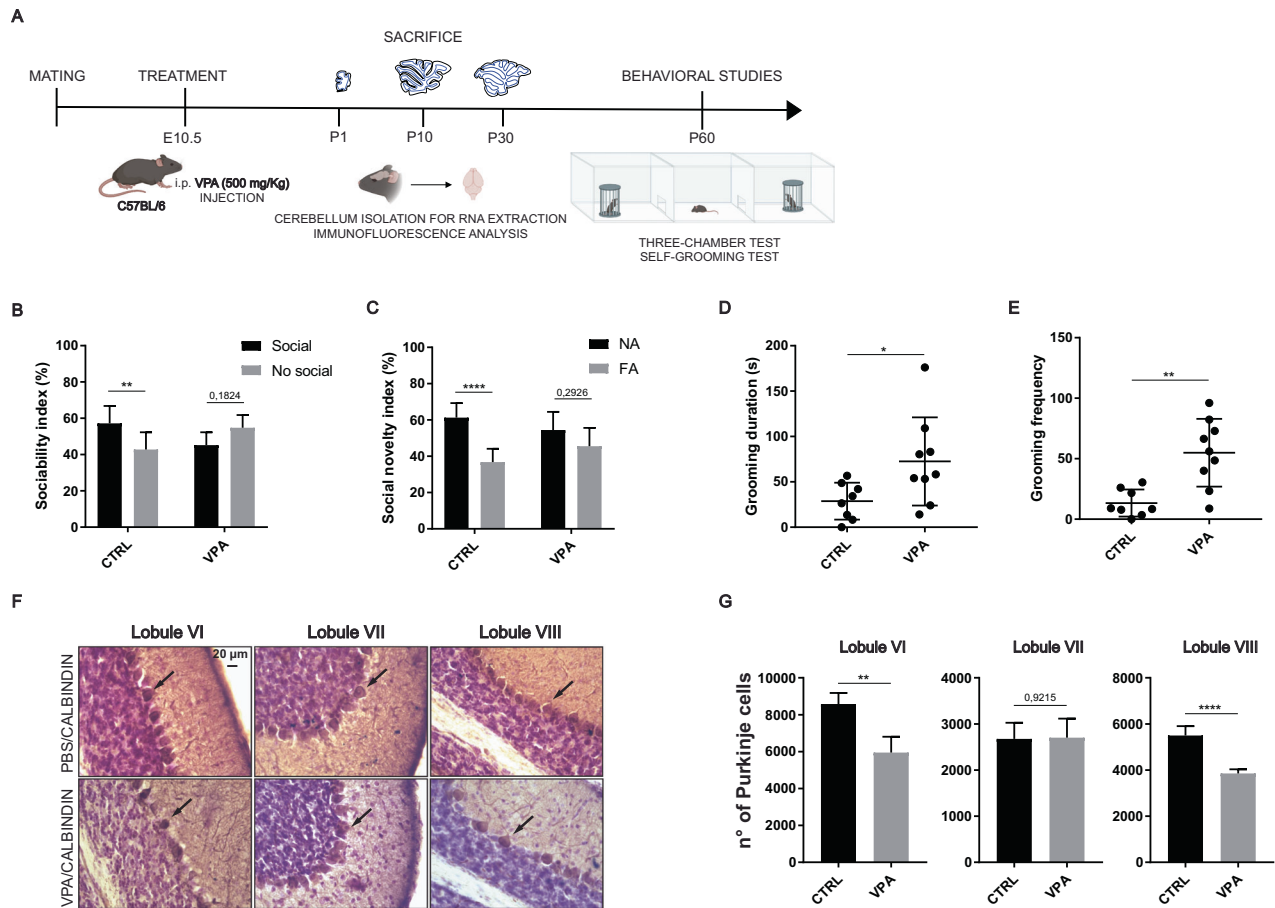 A
SACRIFICE
MATING
TREATMENT
BEHAVIORAL STUDIES
E10.5
P1
P10
P30
P60
i.p. VPA (500 mg/Kg)
INJECTION
C57BL/6
CEREBELLUM ISOLATION FOR RNA EXTRACTION
IMMUNOFLUORESCENCE ANALYSIS
THREE-CHAMBER TEST
SELF-GROOMING TEST
B
Sociability index (%)
100
80
60
40
20
0
Social
No social
**
0,1824
CTRL
VPA
C
Social novelty index (%)
100
80
60
40
20
0
NA
FA
****
0,2926
CTRL
VPA
D
Grooming duration (s)
200
150
100
50
0
*
CTRL
VPA
E
Grooming frequency
150
100
50
0
**
CTRL
VPA
F
Lobule VI
Lobule VII
Lobule VIII
20 µm
PBS/CALBINDIN
VPA/CALBINDIN
G
n° of Purkinje cells
Lobule VI
10000
8000
6000
4000
2000
0
**
CTRL
VPA
Lobule VII
4000
3000
2000
1000
0
0,9215
CTRL
VPA
Lobule VIII
8000
6000
4000
2000
0
****
CTRL
VPA